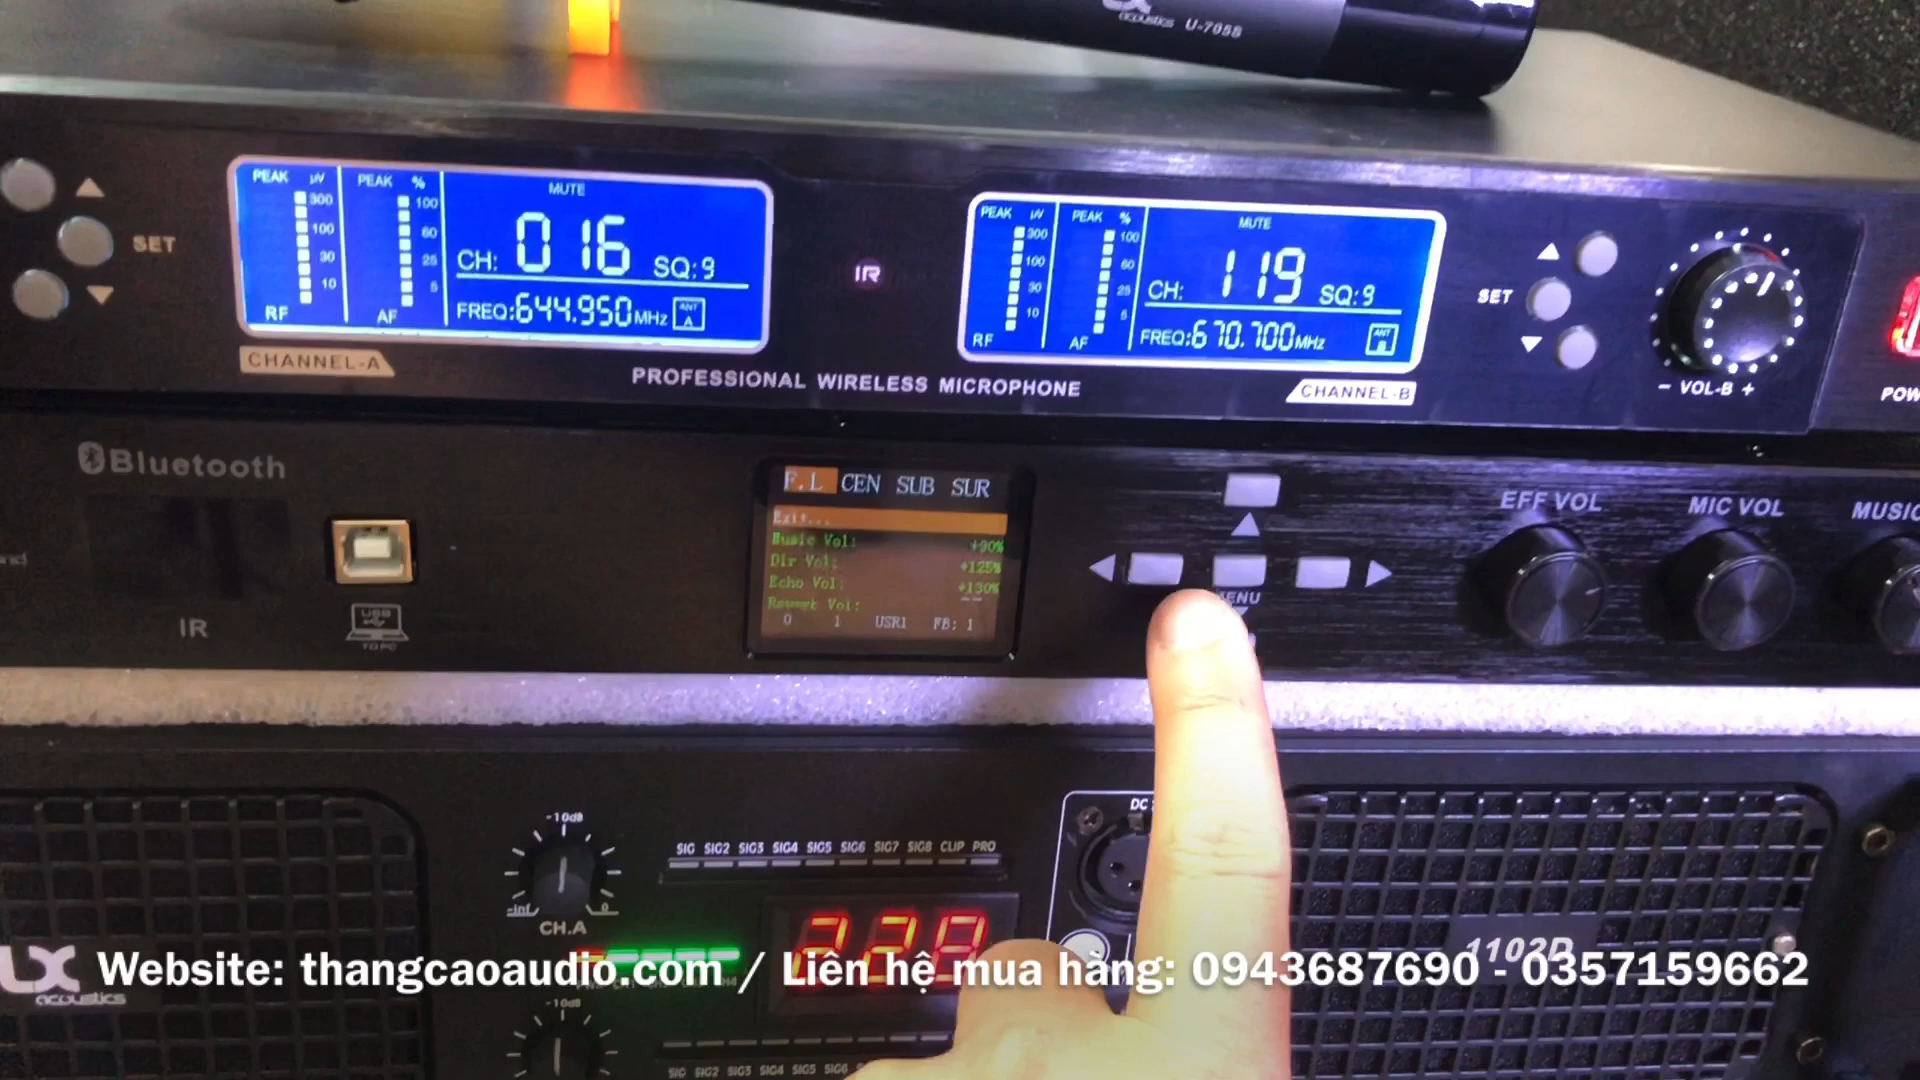 LX
acoustics U-705B
SET
PEAK µV PEAK % MUTE
300 100
100 60
30 25
10 5
RF AF
CH: 016 SQ:9
FREQ:644.950MHz ANT A
IR
PEAK µV PEAK % MUTE
300 100
100 60
30 25
10 5
RF AF
CH: 119 SQ:9
FREQ:670.700MHz ANT B
SET
- VOL-B +
POW
CHANNEL-A
PROFESSIONAL WIRELESS MICROPHONE
CHANNEL-B
Bluetooth
IR
USB
TO PC
F.L CEN SUB SUR
Exit...
Music Vol: +90%
Dir Vol: +125%
Echo Vol: +130%
Vol:
0 1 USR1 FB: 1
MENU
EFF VOL MIC VOL MUSIC
-10dB
-inf 0
CH.A
SIG SIG2 SIG3 SIG4 SIG5 SIG6 SIG7 SIG8 CLIP PRO
DC
228
1102D
LX
acoustics
Website: thangcaoaudio.com / Liên hệ mua hàng: 0943687690 - 0357159662
-10dB
SIG SIG2 SIG3 SIG4 SIG5 SIG6